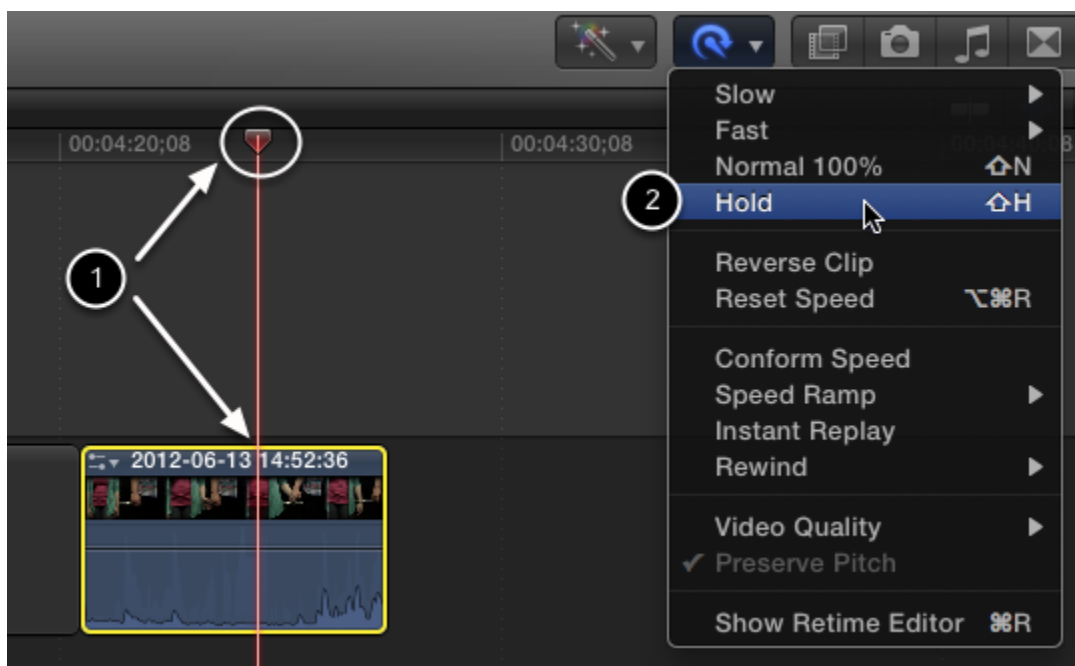 00:04:20;08
00:04:30;08
1
2
Slow
Fast
Normal 100% ⇧N
Hold ⇧H
Reverse Clip
Reset Speed ⌥⌘R
Conform Speed
Speed Ramp
Instant Replay
Rewind
Video Quality
✓ Preserve Pitch
Show Retime Editor ⌘R
2012-06-13 14:52:36